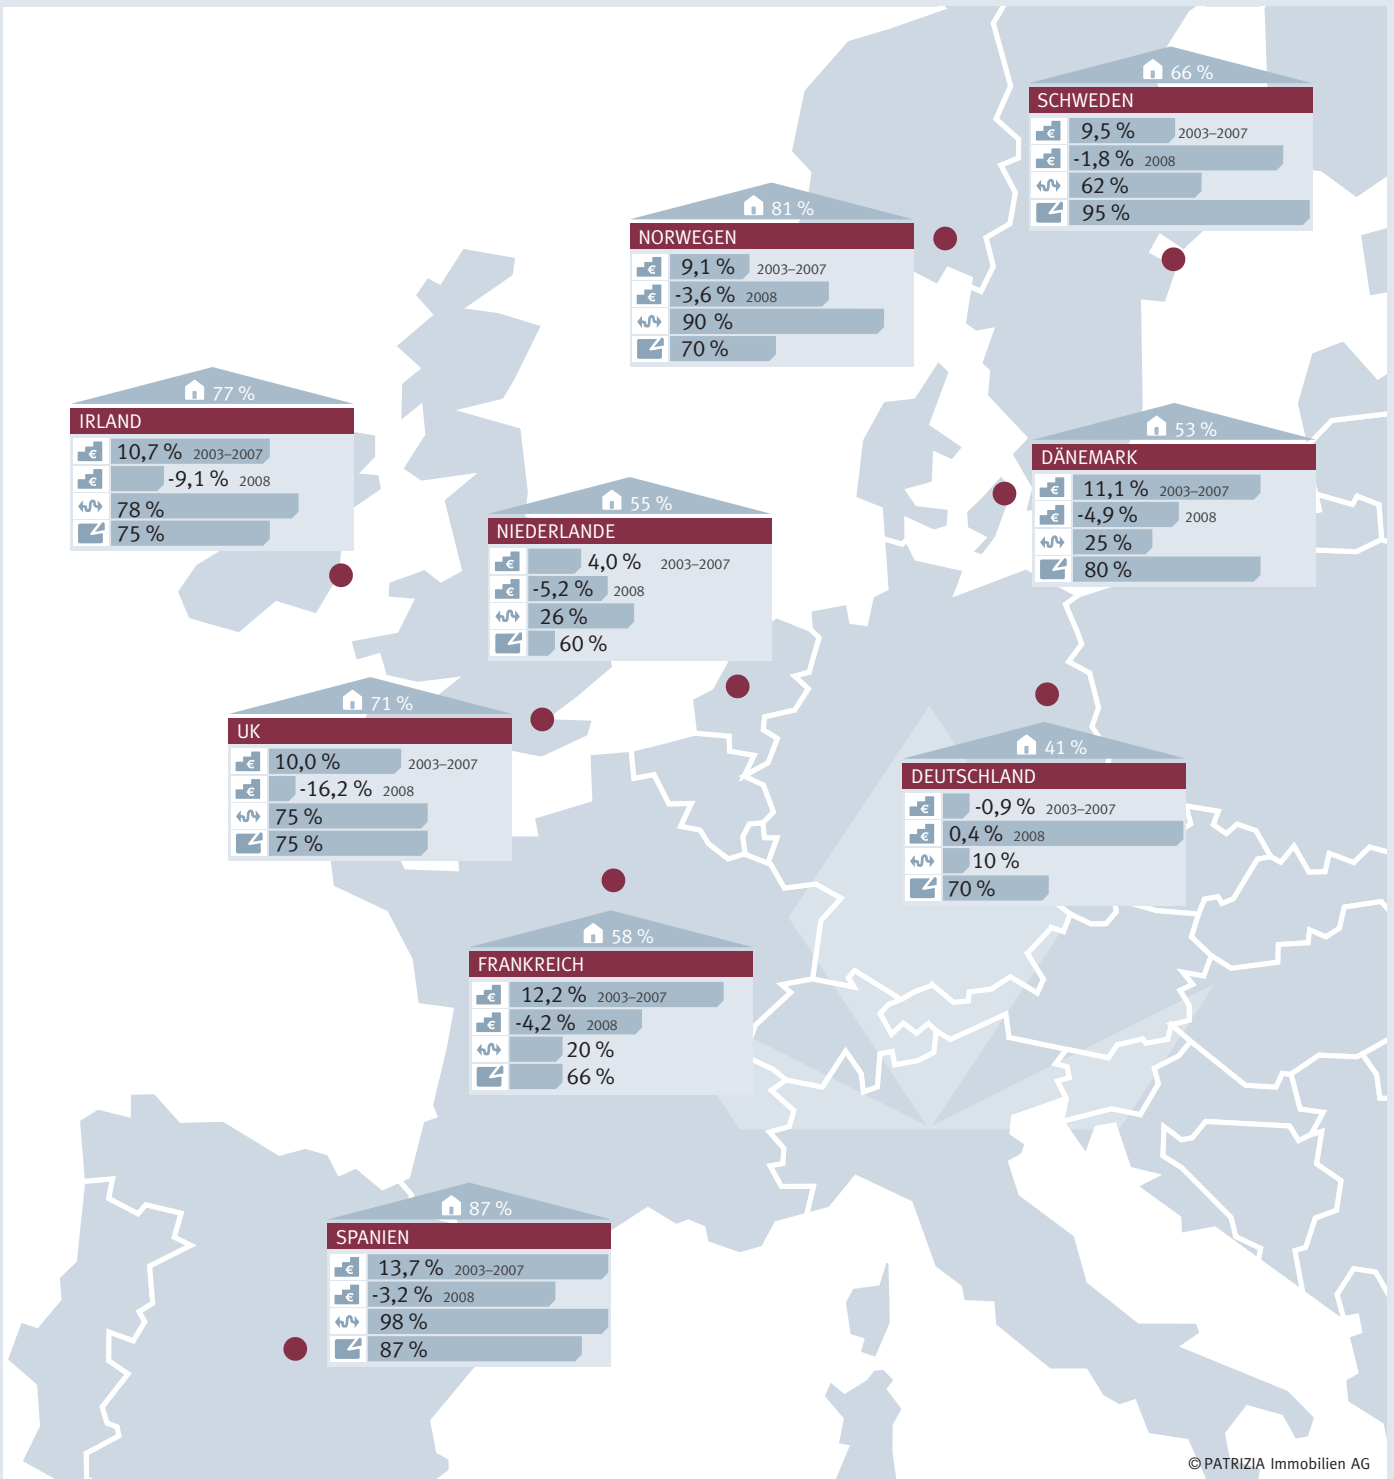 66 %
SCHWEDEN
9,5 % 2003–2007
-1,8 % 2008
62 %
95 %
81 %
NORWEGEN
9,1 % 2003–2007
-3,6 % 2008
90 %
70 %
77 %
IRLAND
10,7 % 2003–2007
-9,1 % 2008
78 %
75 %
53 %
DÄNEMARK
11,1 % 2003–2007
-4,9 % 2008
25 %
80 %
55 %
NIEDERLANDE
4,0 % 2003–2007
-5,2 % 2008
26 %
60 %
71 %
UK
10,0 % 2003–2007
-16,2 % 2008
75 %
75 %
41 %
DEUTSCHLAND
-0,9 % 2003–2007
0,4 % 2008
10 %
70 %
58 %
FRANKREICH
12,2 % 2003–2007
-4,2 % 2008
20 %
66 %
87 %
SPANIEN
13,7 % 2003–2007
-3,2 % 2008
98 %
87 %
© PATRIZIA Immobilien AG